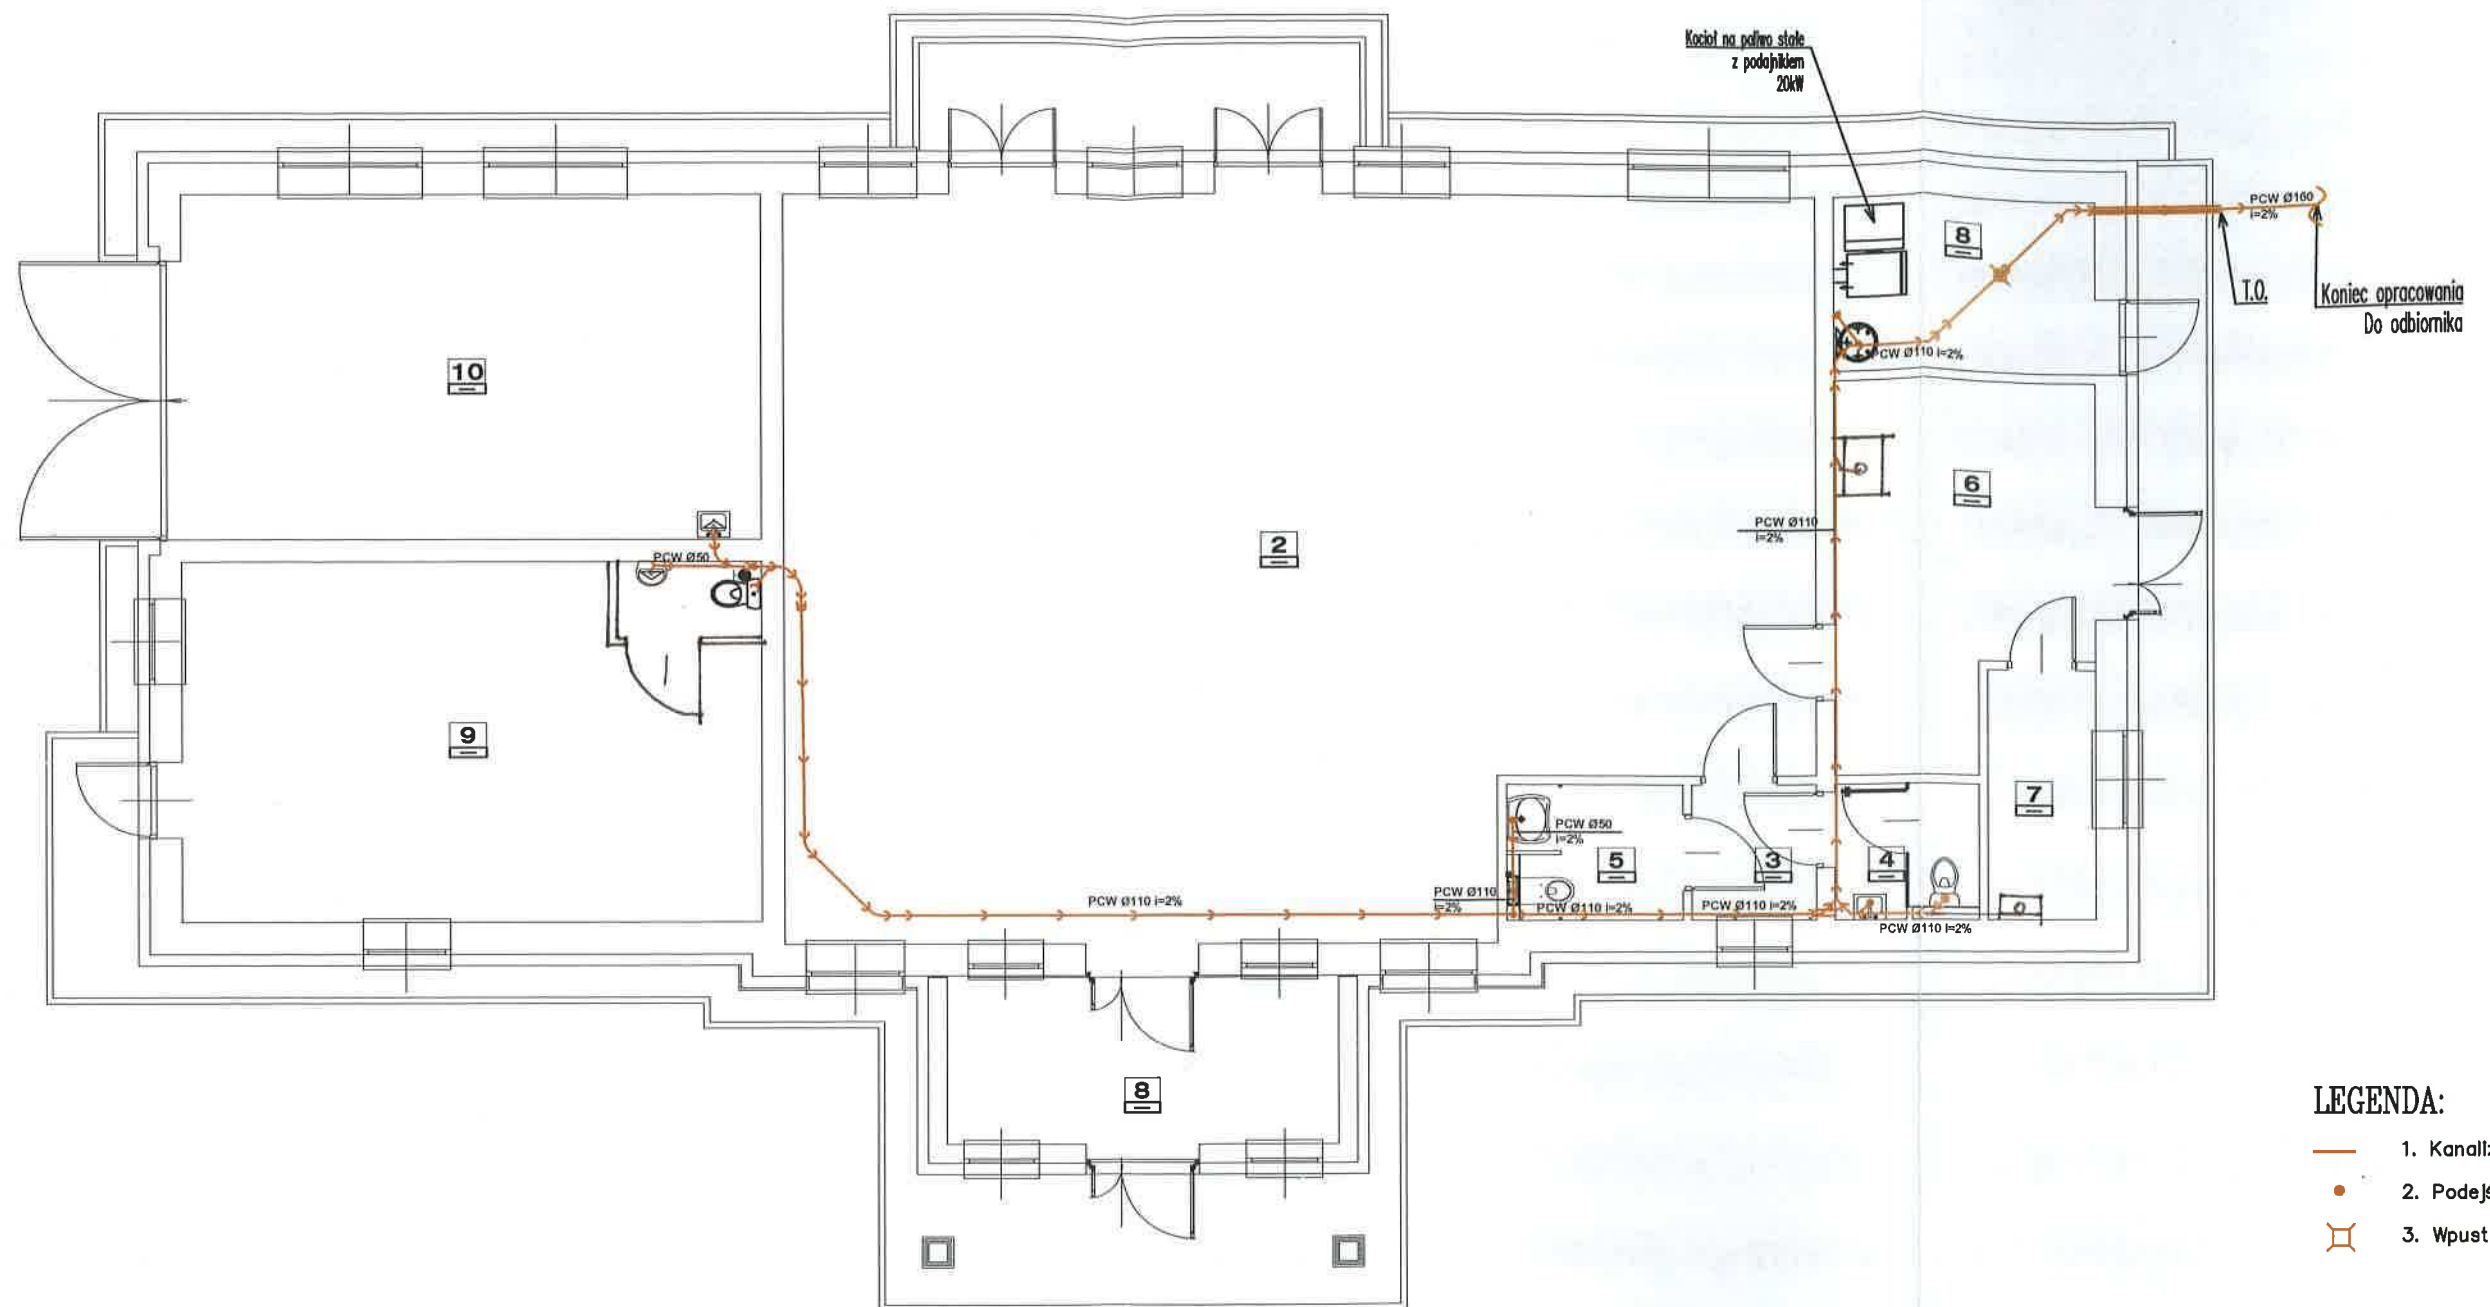 Kocioł na paliwo stałe
z podajnikiem
20kW
PCW Ø160
i=2%
8
T.O.
Koniec opracowania
Do odbiornika
PCW Ø110 i=2%
10
6
2
PCW Ø110
i=2%
PCW Ø50
9
7
PCW Ø50
i=2%
5
3
4
PCW Ø110
i=2%
PCW Ø110 i=2%
PCW Ø110 i=2%
PCW Ø110 i=2%
PCW Ø110 i=2%
8
LEGENDA:
1. Kanali
2. Podej
3. Wpust